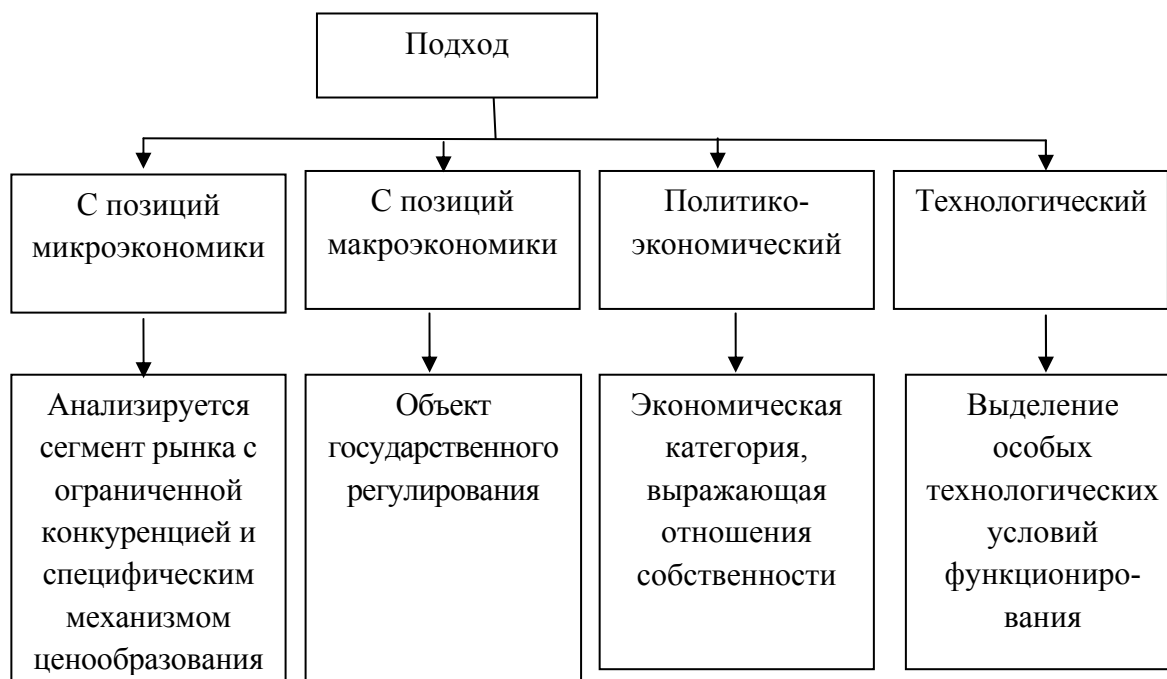 Подход
С позиций
микроэкономики
С позиций
макроэкономики
Политико-
экономический
Технологический
Анализируется
сегмент рынка с
ограниченной
конкуренцией и
специфическим
механизмом
ценообразования
Объект
государственного
регулирования
Экономическая
категория,
выражающая
отношения
собственности
Выделение
особых
технологических
условий
функциониро-
вания